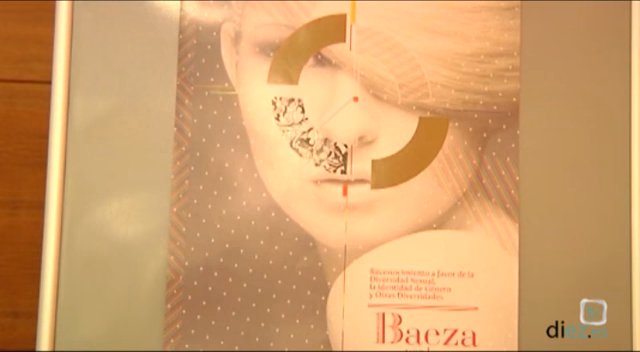 Reconocimiento a favor de la
Diversidad Sexual,
la Identidad de Género
y Otras Diversidades.
Baeza